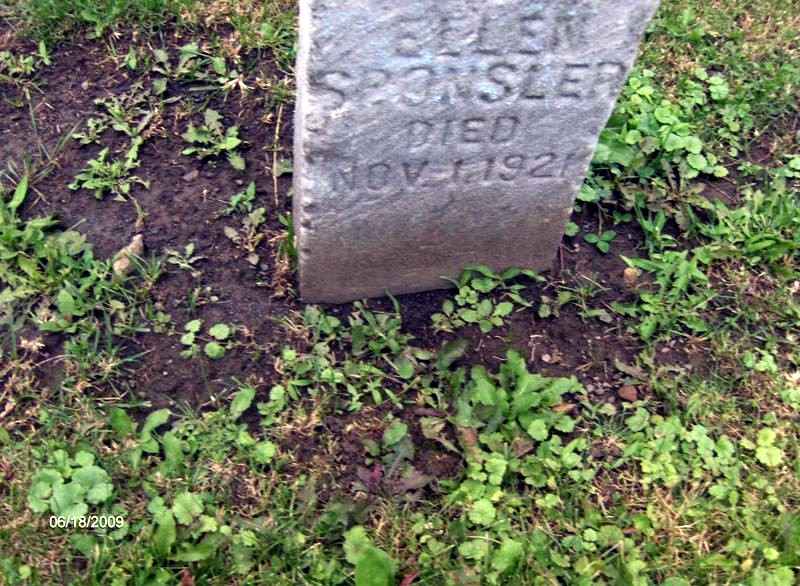 ELLEN
SPONSLER
DIED
NOV. 1. 1921
06/18/2009